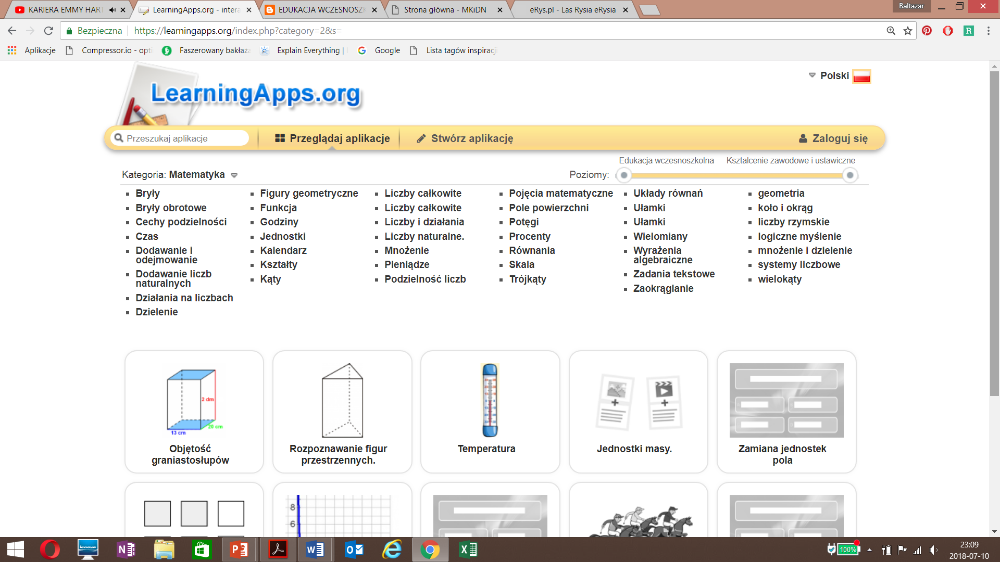 KARIERA EMMY HART
LearningApps.org - intera
EDUKACJA WCZESNOSZK
Strona główna - MKiDN
eRys.pl - Las Rysia eRysia
Baltazar
Bezpieczna
https://learningapps.org/index.php?category=2&s=
Aplikacje
Compressor.io - opti
Faszerowany bakłaża
Explain Everything |
Google
Lista tagów inspiracji
LearningApps.org
Polski
Przeszukaj aplikacje
Przeglądaj aplikacje
Stwórz aplikację
Zaloguj się
Kategoria: Matematyka
Poziomy:
Edukacja wczesnoszkolna
Kształcenie zawodowe i ustawiczne
Bryły
Bryły obrotowe
Cechy podzielności
Czas
Dodawanie i
odejmowanie
Dodawanie liczb
naturalnych
Działania na liczbach
Dzielenie
Figury geometryczne
Funkcja
Godziny
Jednostki
Kalendarz
Kształty
Kąty
Liczby całkowite
Liczby całkowite
Liczby i działania
Liczby naturalne.
Mnożenie
Pieniądze
Podzielność liczb
Pojęcia matematyczne
Pole powierzchni
Potęgi
Procenty
Równania
Skala
Trójkąty
Układy równań
Ułamki
Ułamki
Wielomiany
Wyrażenia
algebraiczne
Zadania tekstowe
Zaokrąglanie
geometria
koło i okrąg
liczby rzymskie
logiczne myślenie
mnożenie i dzielenie
systemy liczbowe
wielokąty
2 dm
20 cm
13 cm
Objętość
graniastosłupów
Rozpoznawanie figur
przestrzennych.
Temperatura
Jednostki masy.
Zamiana jednostek
pola
8
6
100%
23:09
2018-07-10